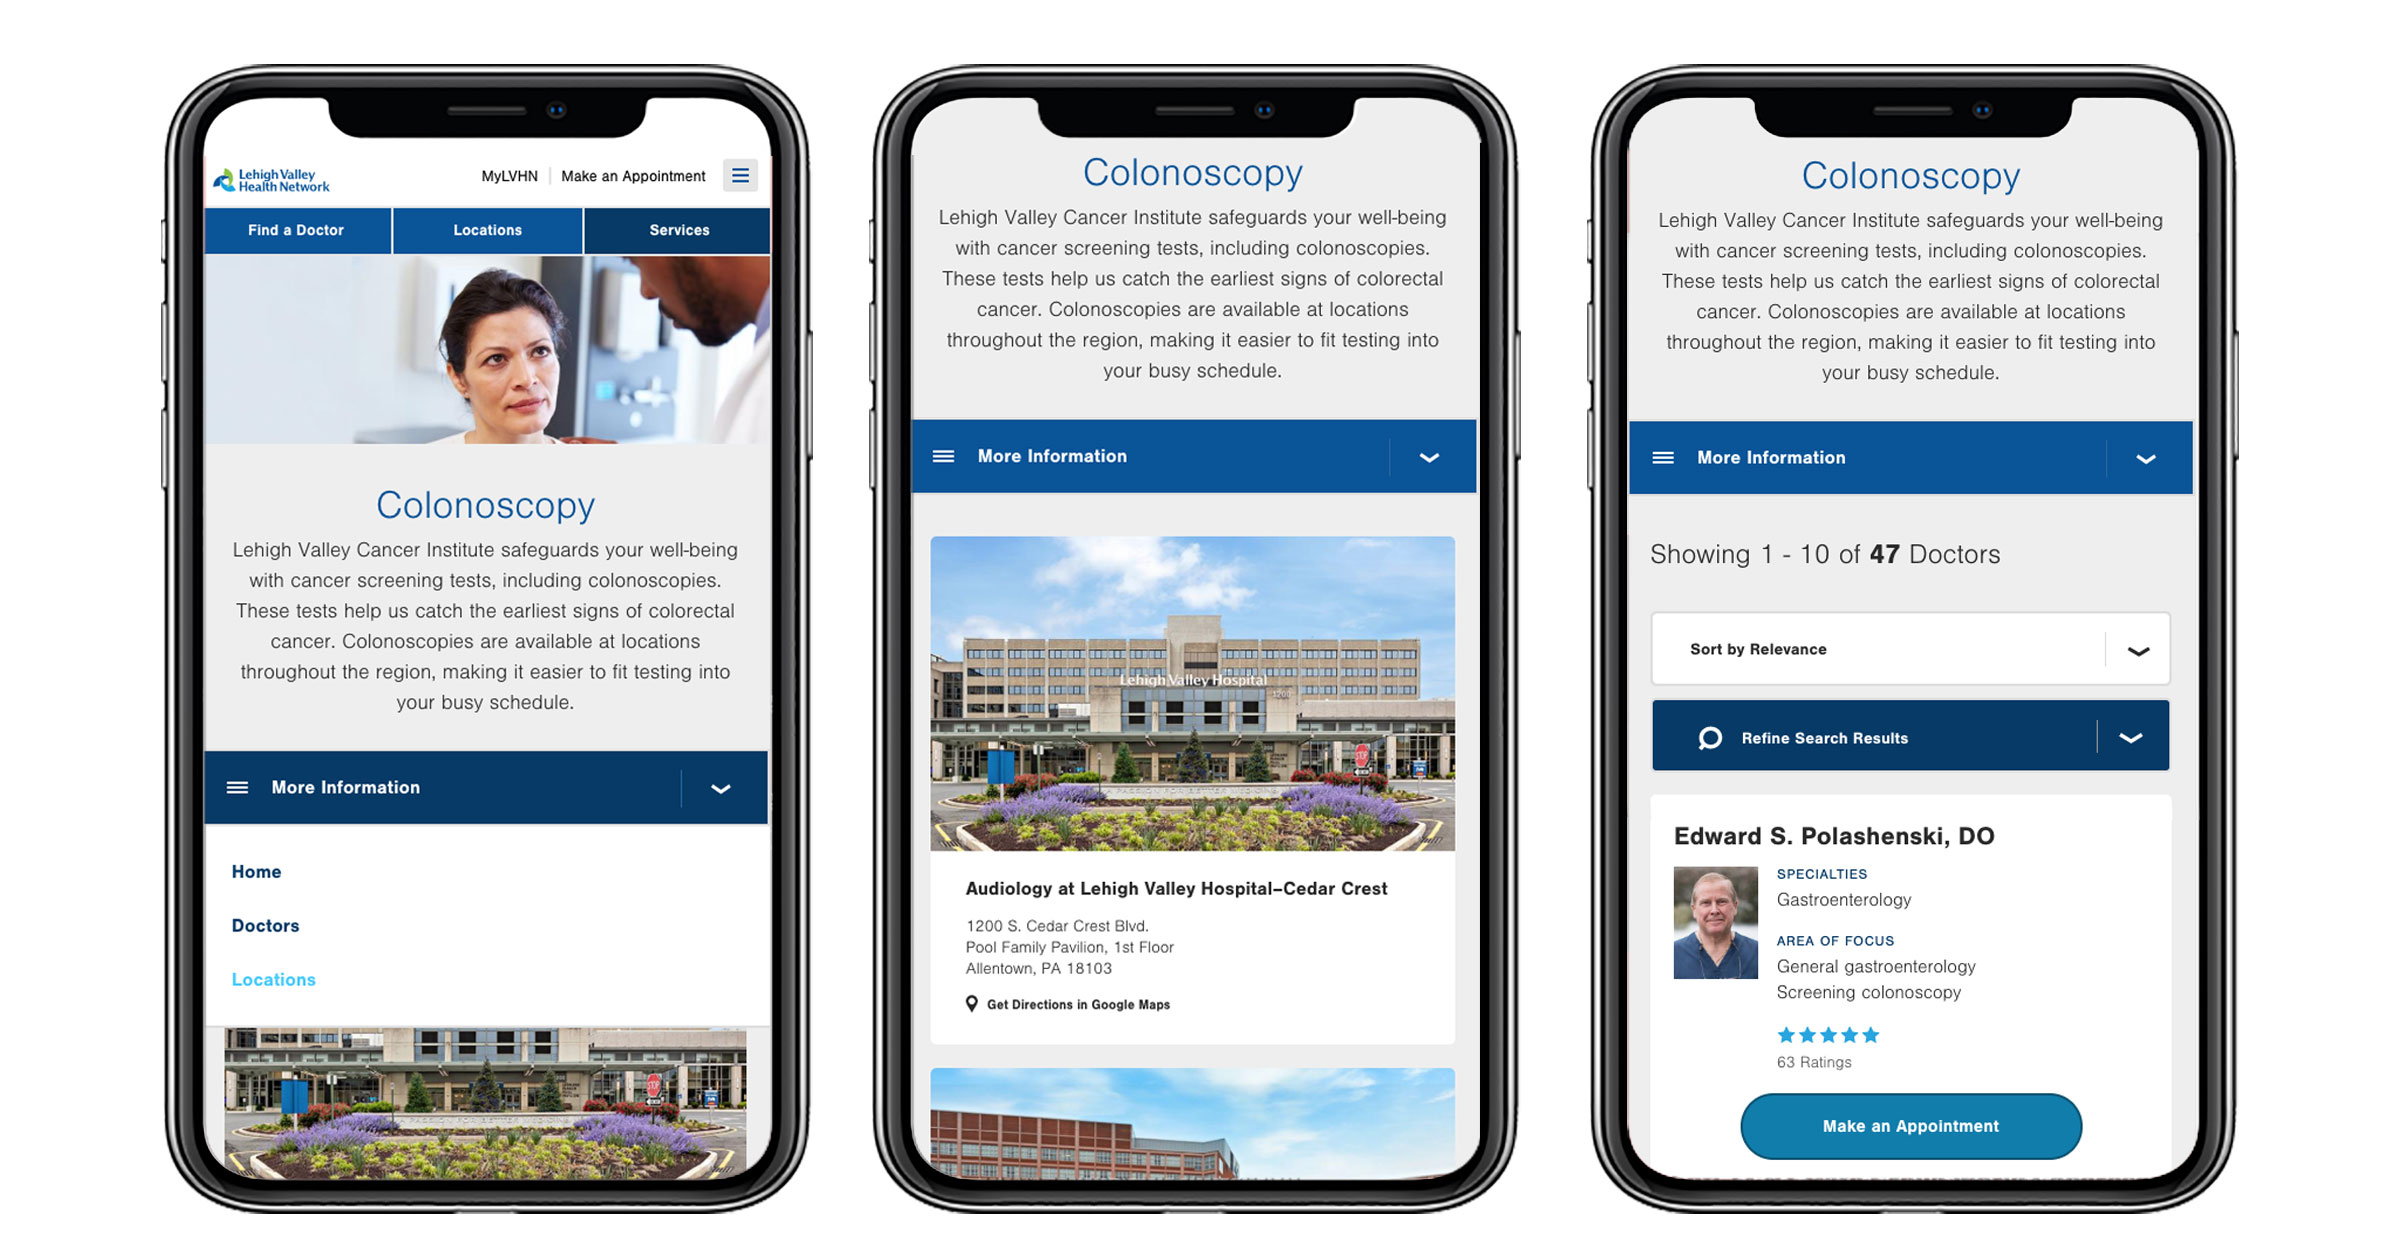 Lehigh Valley
Health Network
MyLVHN
Make an Appointment
Find a Doctor
Locations
Services
Colonoscopy
Lehigh Valley Cancer Institute safeguards your well-being
with cancer screening tests, including colonoscopies.
These tests help us catch the earliest signs of colorectal
cancer. Colonoscopies are available at locations
throughout the region, making it easier to fit testing into
your busy schedule.
More Information
Home
Doctors
Locations
STOP
A PASSION FOR BETTER MEDICINE
Colonoscopy
Lehigh Valley Cancer Institute safeguards your well-being
with cancer screening tests, including colonoscopies.
These tests help us catch the earliest signs of colorectal
cancer. Colonoscopies are available at locations
throughout the region, making it easier to fit testing into
your busy schedule.
More Information
Lehigh Valley Hospital
1200
STOP
A PASSION FOR BETTER MEDICINE
Audiology at Lehigh Valley Hospital–Cedar Crest
1200 S. Cedar Crest Blvd.
Pool Family Pavilion, 1st Floor
Allentown, PA 18103
Get Directions in Google Maps
Colonoscopy
Lehigh Valley Cancer Institute safeguards your well-being
with cancer screening tests, including colonoscopies.
These tests help us catch the earliest signs of colorectal
cancer. Colonoscopies are available at locations
throughout the region, making it easier to fit testing into
your busy schedule.
More Information
Showing 1 - 10 of 47 Doctors
Sort by Relevance
Refine Search Results
Edward S. Polashenski, DO
SPECIALTIES
Gastroenterology
AREA OF FOCUS
General gastroenterology
Screening colonoscopy
63 Ratings
Make an Appointment